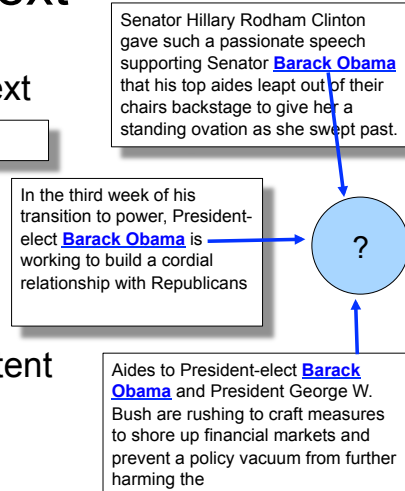 ext
Senator Hillary Rodham Clinton
gave such a passionate speech
supporting Senator Barack Obama
that his top aides leapt out of their
chairs backstage to give her a
standing ovation as she swept past.
ext
In the third week of his
transition to power, President-
elect Barack Obama is
working to build a cordial
relationship with Republicans
?
tent
Aides to President-elect Barack
Obama and President George W.
Bush are rushing to craft measures
to shore up financial markets and
prevent a policy vacuum from further
harming the